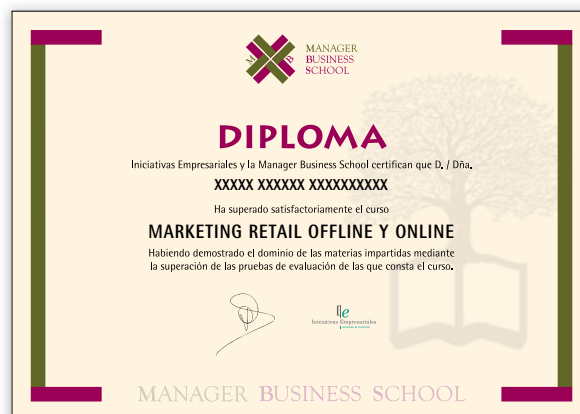 M B
MANAGER
BUSINESS
SCHOOL
DIPLOMA
Iniciativas Empresariales y la Manager Business School certifican que D. / Dña.
XXXXX XXXXXX XXXXXXXXXX
Ha superado satisfactoriamente el curso
MARKETING RETAIL OFFLINE Y ONLINE
Habiendo demostrado el dominio de las materias impartidas mediante
la superación de las pruebas de evaluación de las que consta el curso.
Iniciativas Empresariales
MANAGER BUSINESS SCHOOL